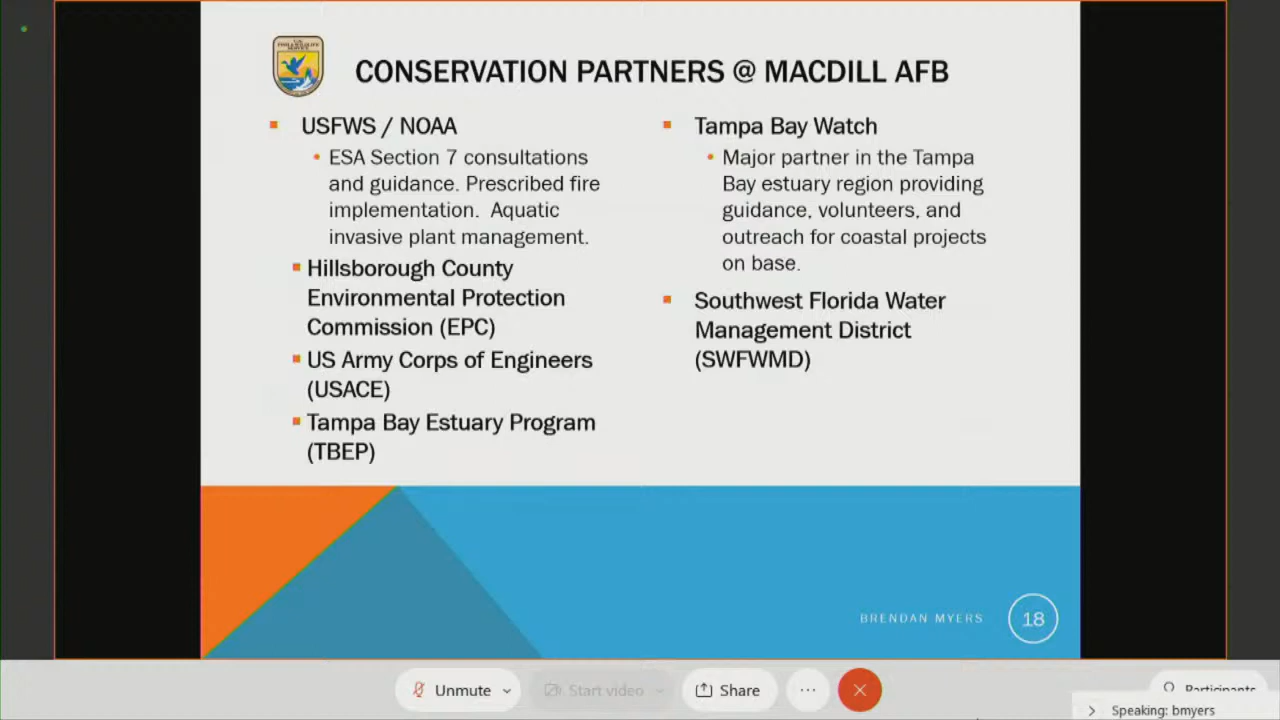 CONSERVATION PARTNERS @ MACDILL AFB
USFWS / NOAA
ESA Section 7 consultations
and guidance. Prescribed fire
implementation. Aquatic
invasive plant management.
Hillsborough County
Environmental Protection
Commission (EPC)
US Army Corps of Engineers
(USACE)
Tampa Bay Estuary Program
(TBEP)
Tampa Bay Watch
Major partner in the Tampa
Bay estuary region providing
guidance, volunteers, and
outreach for coastal projects
on base.
Southwest Florida Water
Management District
(SWFWMD)
BRENDAN MYERS
18
Unmute
Start video
Share
Participants
Speaking: bmyers